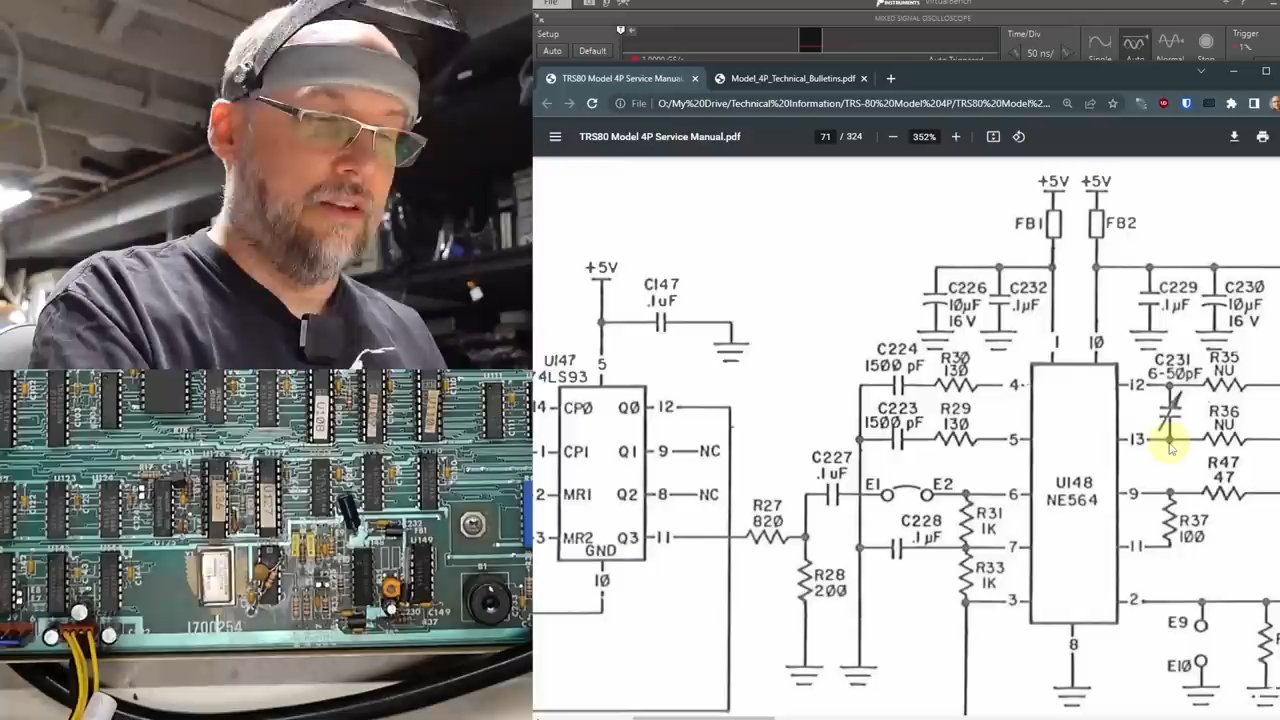 File
INSTRUMENTS VirtualBench
MIXED SIGNAL OSCILLOSCOPE
Setup
Auto
Default
Time/Div
50 ns/
Single
Auto
Normal
Stop
Trigger
TRS80 Model 4P Service Manual.
Model_4P_Technical_Bulletins.pdf
File
O:/My%20Drive/Technical%20Information/TRS-80%20Model%204P/TRS80%20Model%2...
TRS80 Model 4P Service Manual.pdf
71 / 324
352%
+5V +5V
FB1
FB2
+5V
C147
.1uF
C226
10µF
16V
C232
.1µF
C229
.1µF
C230
10µF
16V
5
1
10
U147
74LS93
C224
1500 pF
R30
130
4
12
C231
6-50pF
R35
NU
14
CP0
Q0
12
C223
1500 pF
R29
130
5
13
R36
NU
1
CP1
Q1
9
NC
C227
.1uF
E1
E2
U148
NE564
R47
47
2
MR1
Q2
8
NC
6
9
R27
820
R31
1K
R37
100
3
MR2
Q3
11
C228
.1µF
7
11
GND
10
R28
200
R33
1K
3
2
8
E9
E10
1700254